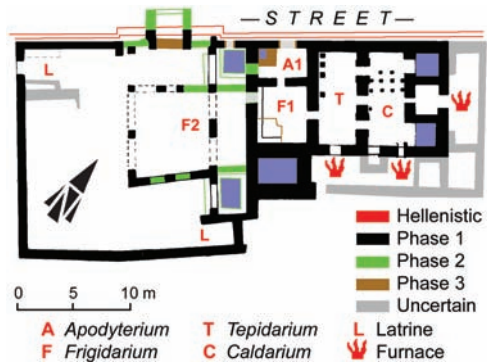 — S T R E E T —
L
A1
F1
F2
T
C
L
Hellenistic
Phase 1
Phase 2
Phase 3
Uncertain
0 5 10 m
A Apodyterium T Tepidarium L Latrine
F Frigidarium C Caldarium Furnace